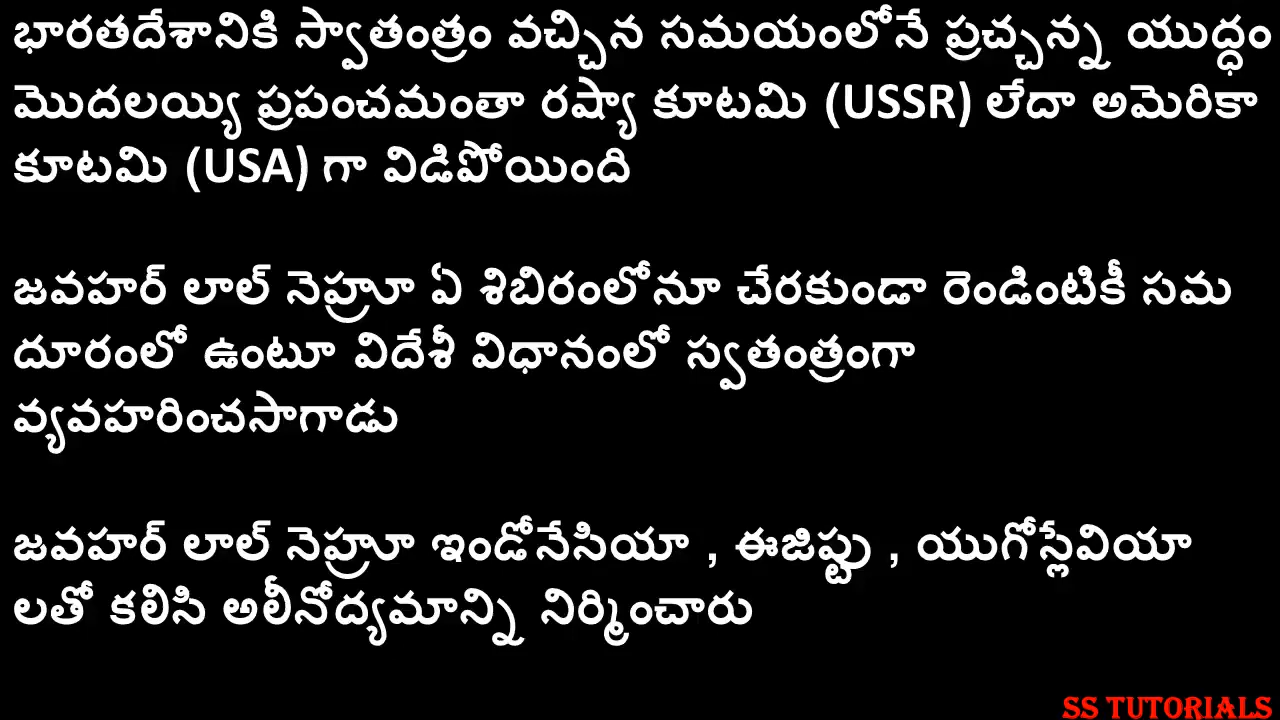 భారతదేశానికి స్వాతంత్రం వచ్చిన సమయంలోనే ప్రచ్చన్న యుద్ధం
మొదలయ్యి ప్రపంచమంతా రష్యా కూటమి (USSR) లేదా అమెరికా
కూటమి (USA) గా విడిపోయింది
జవహర్ లాల్ నెహ్రూ ఏ శిబిరంలోనూ చేరకుండా రెండింటికీ సమ
దూరంలో ఉంటూ విదేశీ విధానంలో స్వతంత్రంగా
వ్యవహరించసాగాడు
జవహర్ లాల్ నెహ్రూ ఇండోనేసియా , ఈజిప్టు , యుగోస్లేవియా
లతో కలిసి అలీనోద్యమాన్ని నిర్మించారు
SS TUTORIALS